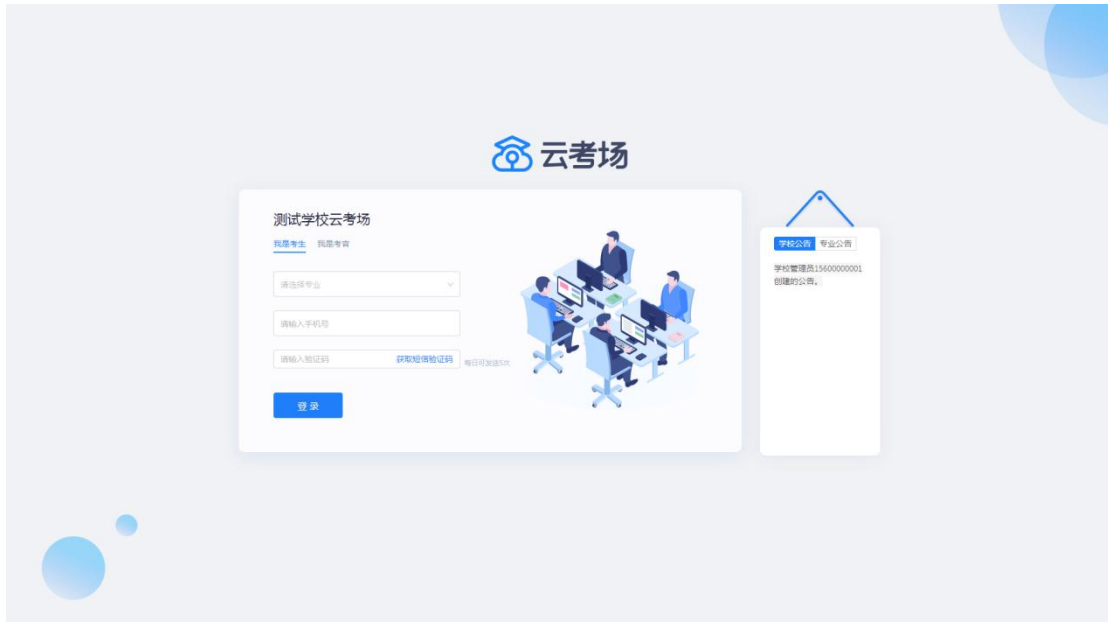 云考场
测试学校云考场
我是考生 我是考官
请选择专业
请输入手机号
请输入验证码 获取短信验证码 每日可发送5次
登录
学校公告 专业公告
学校管理员15600000001
创建的公告。